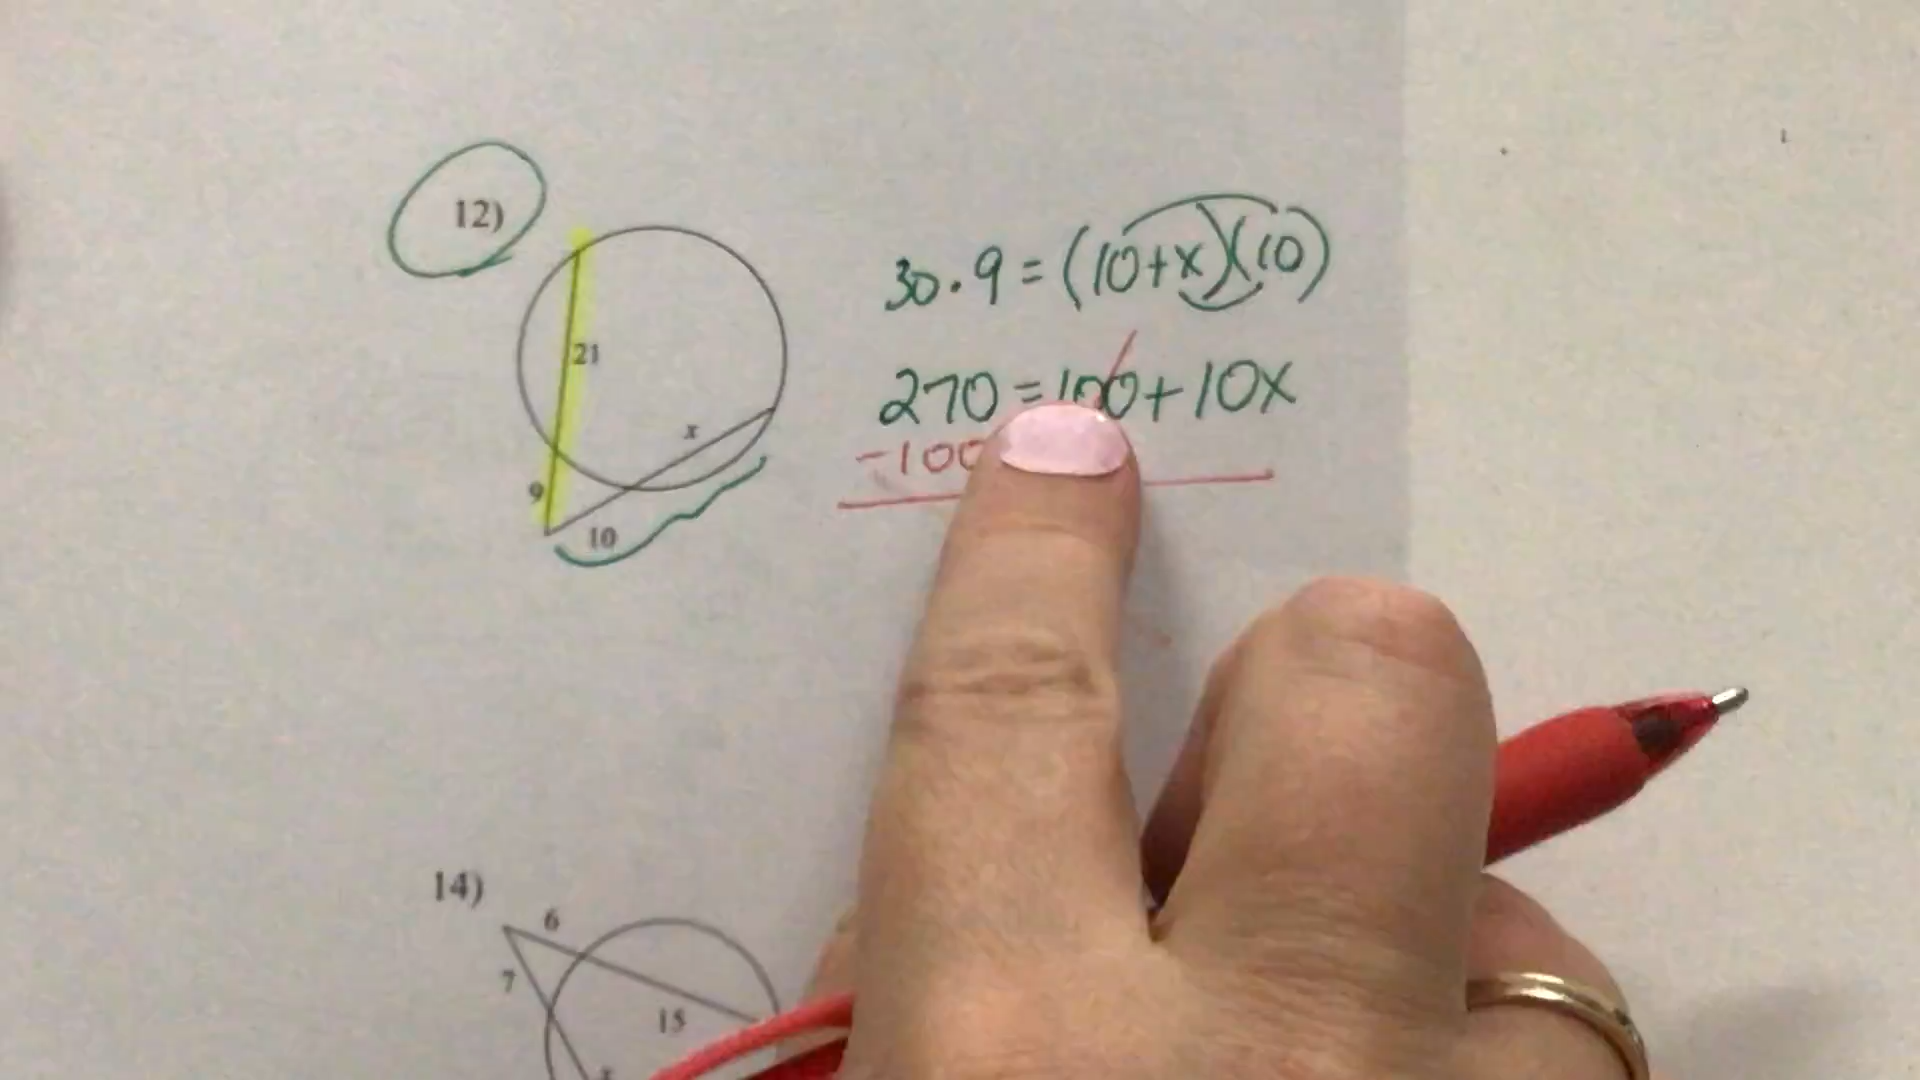 12)
30 · 9 = (10+x)(10)
21
270 = 100 + 10x
x
-100
9
10
14)
6
7
15
x